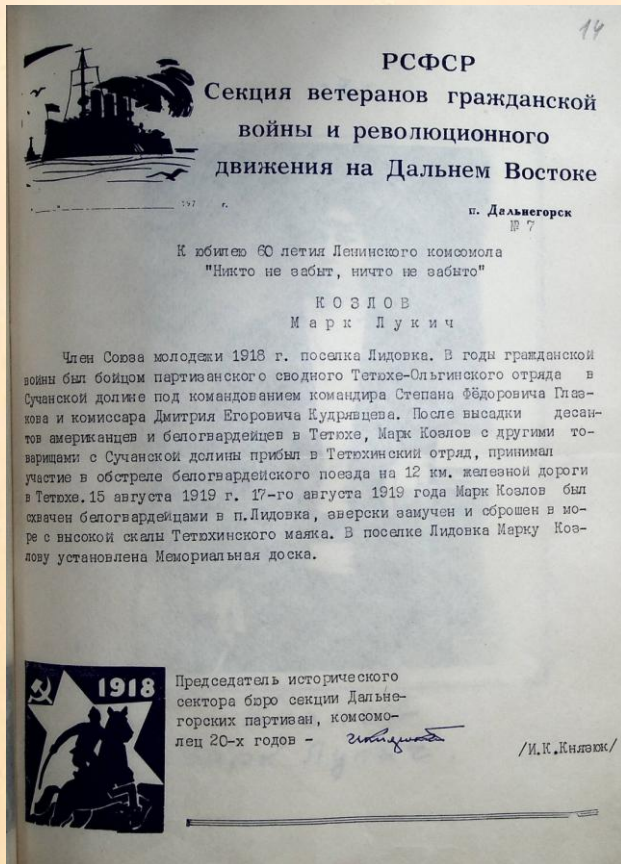 14
РСФСР
Секция ветеранов гражданской
войны и революционного
движения на Дальнем Востоке
197 г.
п. Дальнегорск
№ 7
К юбилею 60 летия Ленинского комсомола
"Никто не забыт, ничто не забыто"
КОЗЛОВ
Марк Лукич
Член Союза молодежи 1918 г. поселка Лидовка. В годы гражданской
войны был бойцом партизанского сводного Тетюхе-Ольгинского отряда в
Сучанской долине под командованием командира Степана Фёдоровича Глаз-
кова и комиссара Дмитрия Егоровича Кудрявцева. После высадки десан-
тов американцев и белогвардейцев в Тетюхе, Марк Козлов с другими то-
варищами с Сучанской долины прибыл в Тетюхинский отряд, принимал
участие в обстреле белогвардейского поезда на 12 км. железной дороги
в Тетюхе. 15 августа 1919 г. 17-го августа 1919 года Марк Козлов был
схвачен белогвардейцами в п.Лидовка, зверски замучен и сброшен в мо-
ре с высокой скалы Тетюхинского маяка. В поселке Лидовка Марку Коз-
лову установлена Мемориальная доска.
1918
Председатель исторического
сектора бюро секции Дальне-
горских партизан, комсомо-
лец 20-х годов -
/И.К.Князюк/